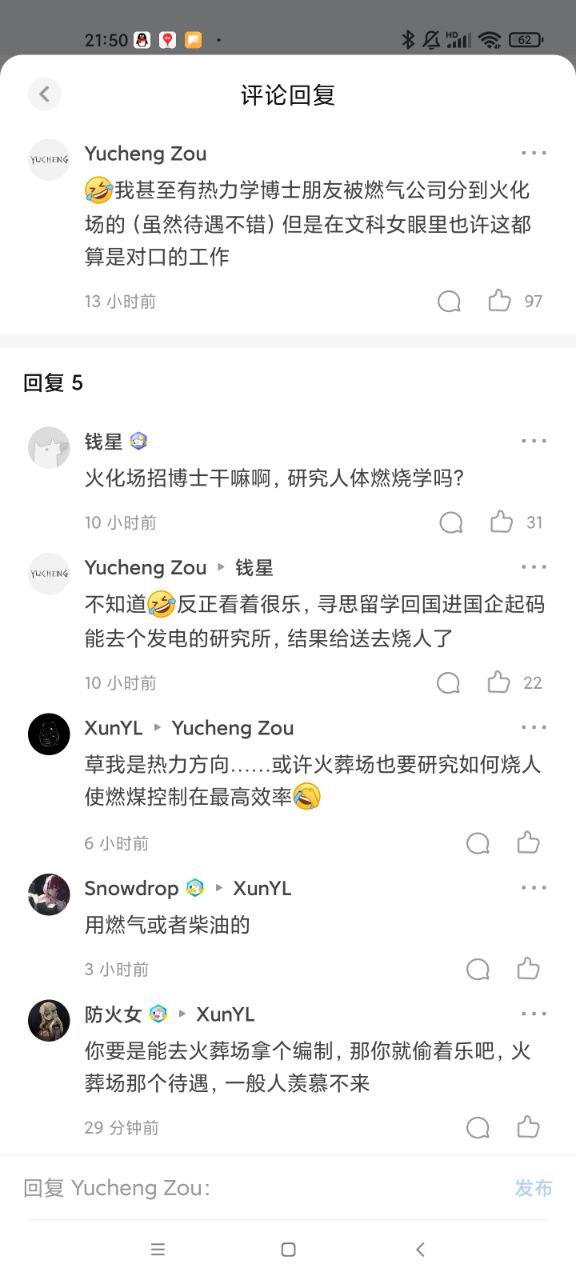 21:50
HD
62
评论回复
YUCHENG
Yucheng Zou
🤣我甚至有热力学博士朋友被燃气公司分到火化
场的（虽然待遇不错）但是在文科女眼里也许这都
算是对口的工作
13 小时前
97
回复 5
钱星
火化场招博士干嘛啊，研究人体燃烧学吗？
10 小时前
31
YUCHENG
Yucheng Zou ▸ 钱星
不知道🤣反正看着很乐，寻思留学回国进国企起码
能去个发电的研究所，结果给送去烧人了
10 小时前
22
XunYL ▸ Yucheng Zou
草我是热力方向……或许火葬场也要研究如何烧人
使燃煤控制在最高效率🤣
6 小时前
Snowdrop ▸ XunYL
用燃气或者柴油的
3 小时前
防火女 ▸ XunYL
你要是能去火葬场拿个编制，那你就偷着乐吧，火
葬场那个待遇，一般人羡慕不来
29 分钟前
回复 Yucheng Zou：
发布